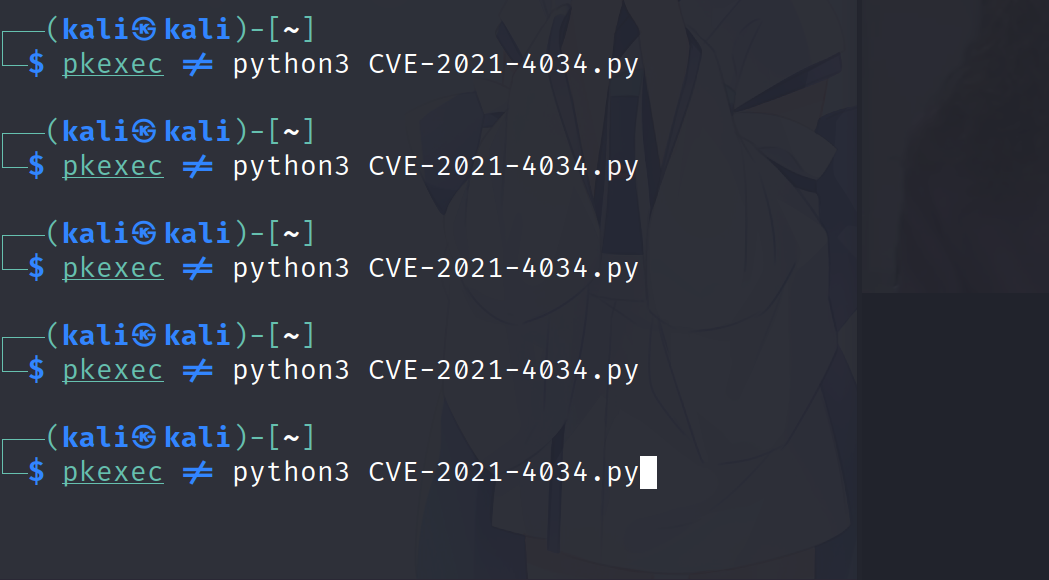 ┌──(kali㉿kali)-[~]
└─$ pkexec != python3 CVE-2021-4034.py
┌──(kali㉿kali)-[~]
└─$ pkexec != python3 CVE-2021-4034.py
┌──(kali㉿kali)-[~]
└─$ pkexec != python3 CVE-2021-4034.py
┌──(kali㉿kali)-[~]
└─$ pkexec != python3 CVE-2021-4034.py
┌──(kali㉿kali)-[~]
└─$ pkexec != python3 CVE-2021-4034.py